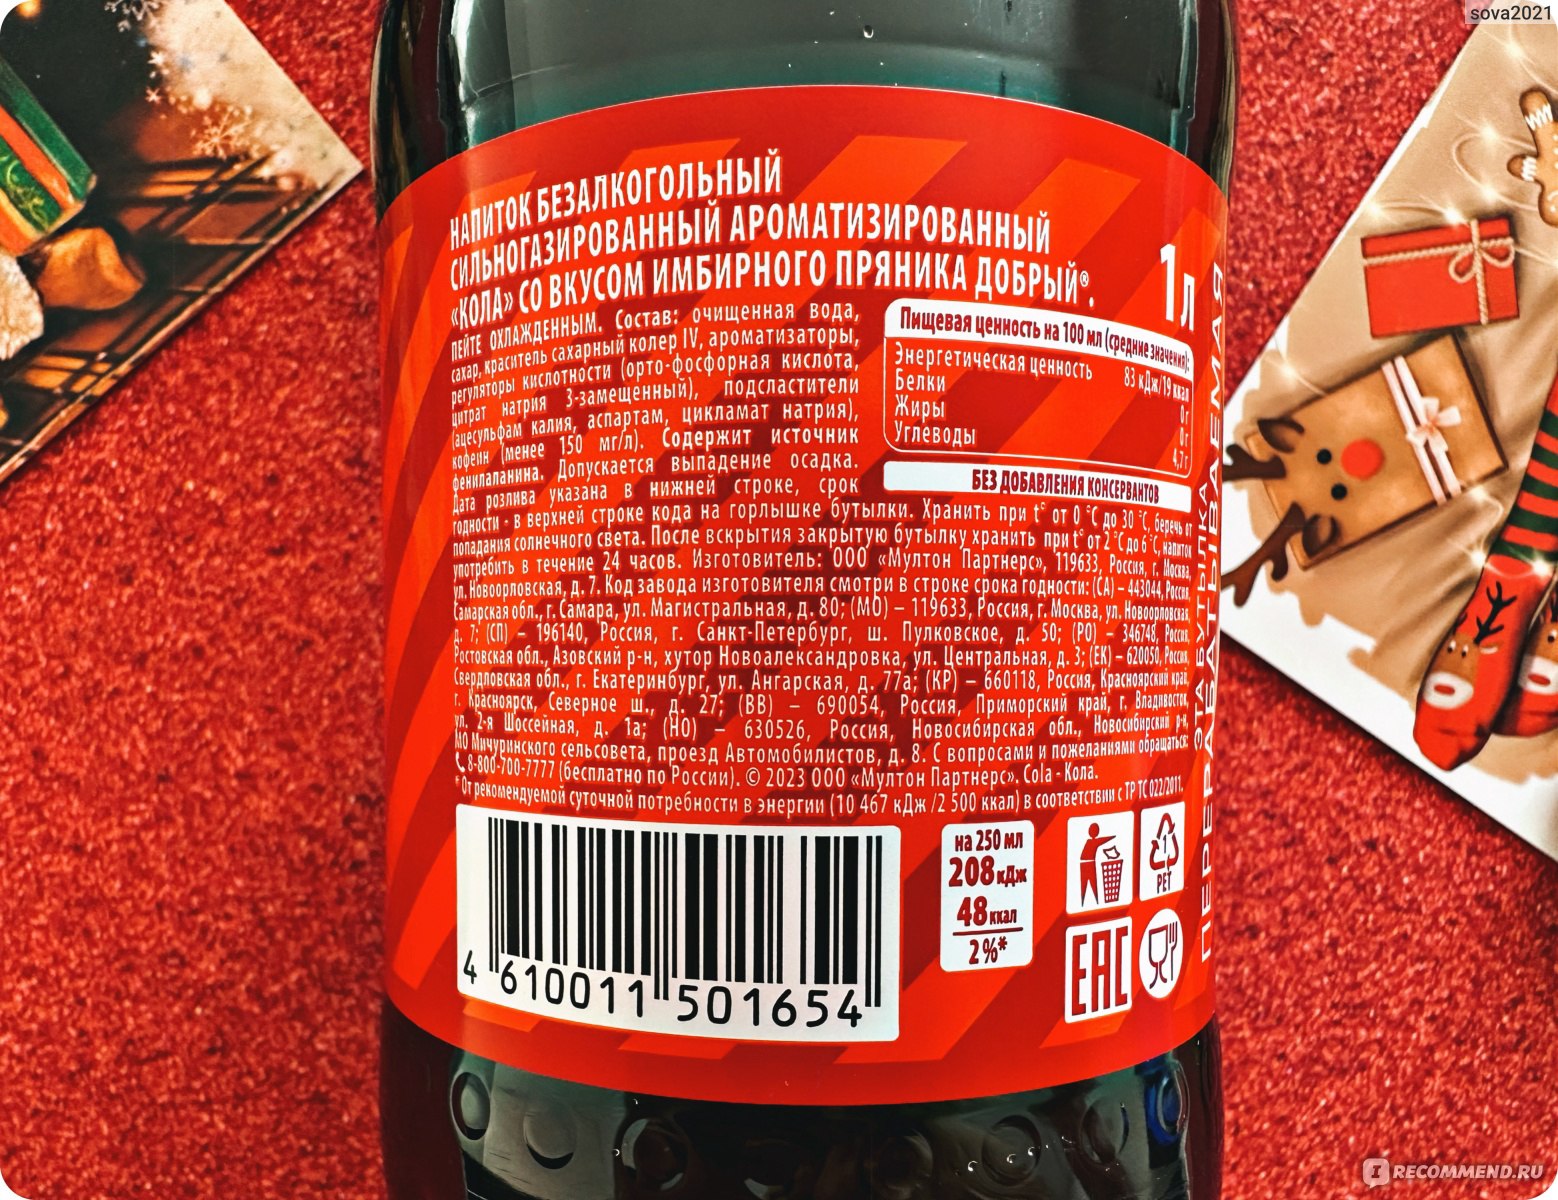 sova2021
НАПИТОК БЕЗАЛКОГОЛЬНЫЙ
СИЛЬНОГАЗИРОВАННЫЙ АРОМАТИЗИРОВАННЫЙ
«КОЛА» СО ВКУСОМ ИМБИРНОГО ПРЯНИКА ДОБРЫЙ®.
1 л
ПЕЙТЕ ОХЛАЖДЕННЫМ. Состав: очищенная вода,
сахар, краситель сахарный колер IV, ароматизаторы,
регуляторы кислотности (орто-фосфорная кислота,
цитрат натрия 3-замещенный), подсластители
(ацесульфам калия, аспартам, цикламат натрия),
кофеин (менее 150 мг/л). Содержит источник
фенилаланина. Допускается выпадение осадка.
Дата розлива указана в нижней строке, срок
годности - в верхней строке кода на горлышке бутылки. Хранить при t° от 0 °C до 30 °C, беречь от
попадания солнечного света. После вскрытия закрытую бутылку хранить при t° от 2 °C до 6 °C, напиток
употребить в течение 24 часов. Изготовитель: ООО «Мултон Партнерс», 119633, Россия, г. Москва,
ул. Новоорловская, д. 7. Код завода изготовителя смотри в строке срока годности: (СА) – 443044, Россия,
Самарская обл., г. Самара, ул. Магистральная, д. 80; (МО) – 119633, Россия, г. Москва, ул. Новоорловская,
д. 7; (СП) – 196140, Россия, г. Санкт-Петербург, ш. Пулковское, д. 50; (РО) – 346748, Россия,
Ростовская обл., Азовский р-н, хутор Новоалександровка, ул. Центральная, д. 3; (ЕК) – 620050, Россия,
Свердловская обл., г. Екатеринбург, ул. Ангарская, д. 77а; (КР) – 660118, Россия, Красноярский край,
г. Красноярск, Северное ш., д. 27; (ВВ) – 690054, Россия, Приморский край, г. Владивосток,
ул. 2-я Шоссейная, д. 1а; (НО) – 630526, Россия, Новосибирская обл., Новосибирский р-н,
МО Мичуринского сельсовета, проезд Автомобилистов, д. 8. С вопросами и пожеланиями обращаться:
8-800-700-7777 (бесплатно по России). © 2023 ООО «Мултон Партнерс». Cola - Кола.
* От рекомендуемой суточной потребности в энергии (10 467 кДж /2 500 ккал) в соответствии с ТР ТС 022/2011.
Пищевая ценность на 100 мл (средние значения):
Энергетическая ценность 83 кДж/19 ккал
Белки 0 г
Жиры 0 г
Углеводы 4,7 г
БЕЗ ДОБАВЛЕНИЯ КОНСЕРВАНТОВ
ЭТА БУТЫЛКА
ПЕРЕРАБАТЫВАЕМАЯ
4 610011 501654
на 250 мл
208 кДж
48 ккал
2%*
1
PET
EAC
IRECOMMEND.RU